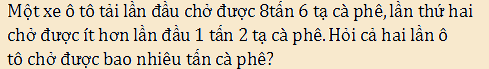 Một xe ô tô tải lần đầu chở được 8tấn 6 tạ cà phê,lần thứ hai
chở được ít hơn lần đầu 1 tấn 2 tạ cà phê.Hỏi cả hai lần ô
tô chở được bao nhiêu tấn cà phê?